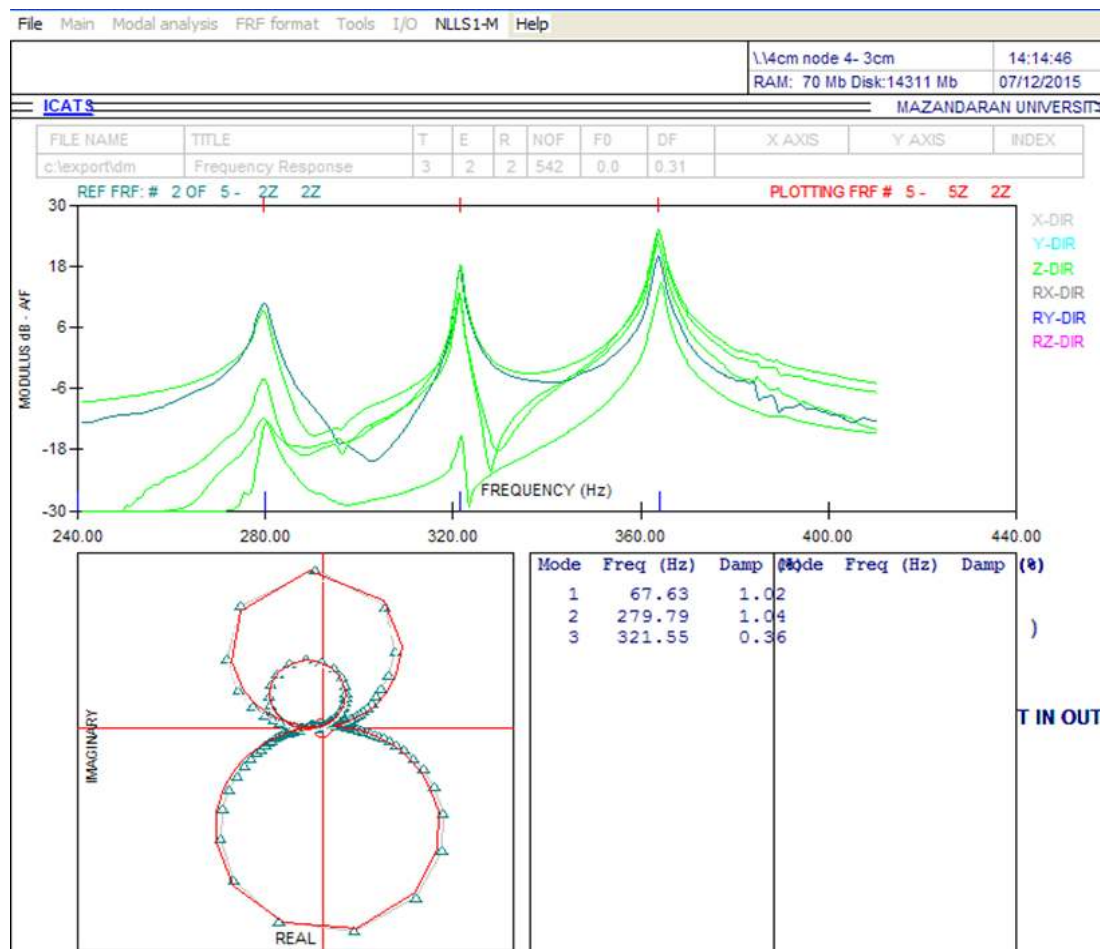 File Main Modal analysis FRF format Tools I/O NLLS1-M Help
\.\4cm node 4- 3cm 14:14:46
RAM: 70 Mb Disk:14311 Mb 07/12/2015
ICATS MAZANDARAN UNIVERSIT
FILE NAME TITLE T E R NOF F0 DF X AXIS Y AXIS INDEX
c:\export\dm Frequency Response 3 2 2 542 0.0 0.31
REF FRF: # 2 OF 5 - 2Z 2Z PLOTTING FRF # 5 - 5Z 2Z
30
18
6
-6
-18
-30
MODULUS dB - A/F
X-DIR
Y-DIR
Z-DIR
RX-DIR
RY-DIR
RZ-DIR
FREQUENCY (Hz)
240.00 280.00 320.00 360.00 400.00 440.00
IMAGINARY
REAL
Mode Freq (Hz) Damp Mode Freq (Hz) Damp (%)
1 67.63 1.02
2 279.79 1.04
3 321.55 0.36
)
T IN OUT